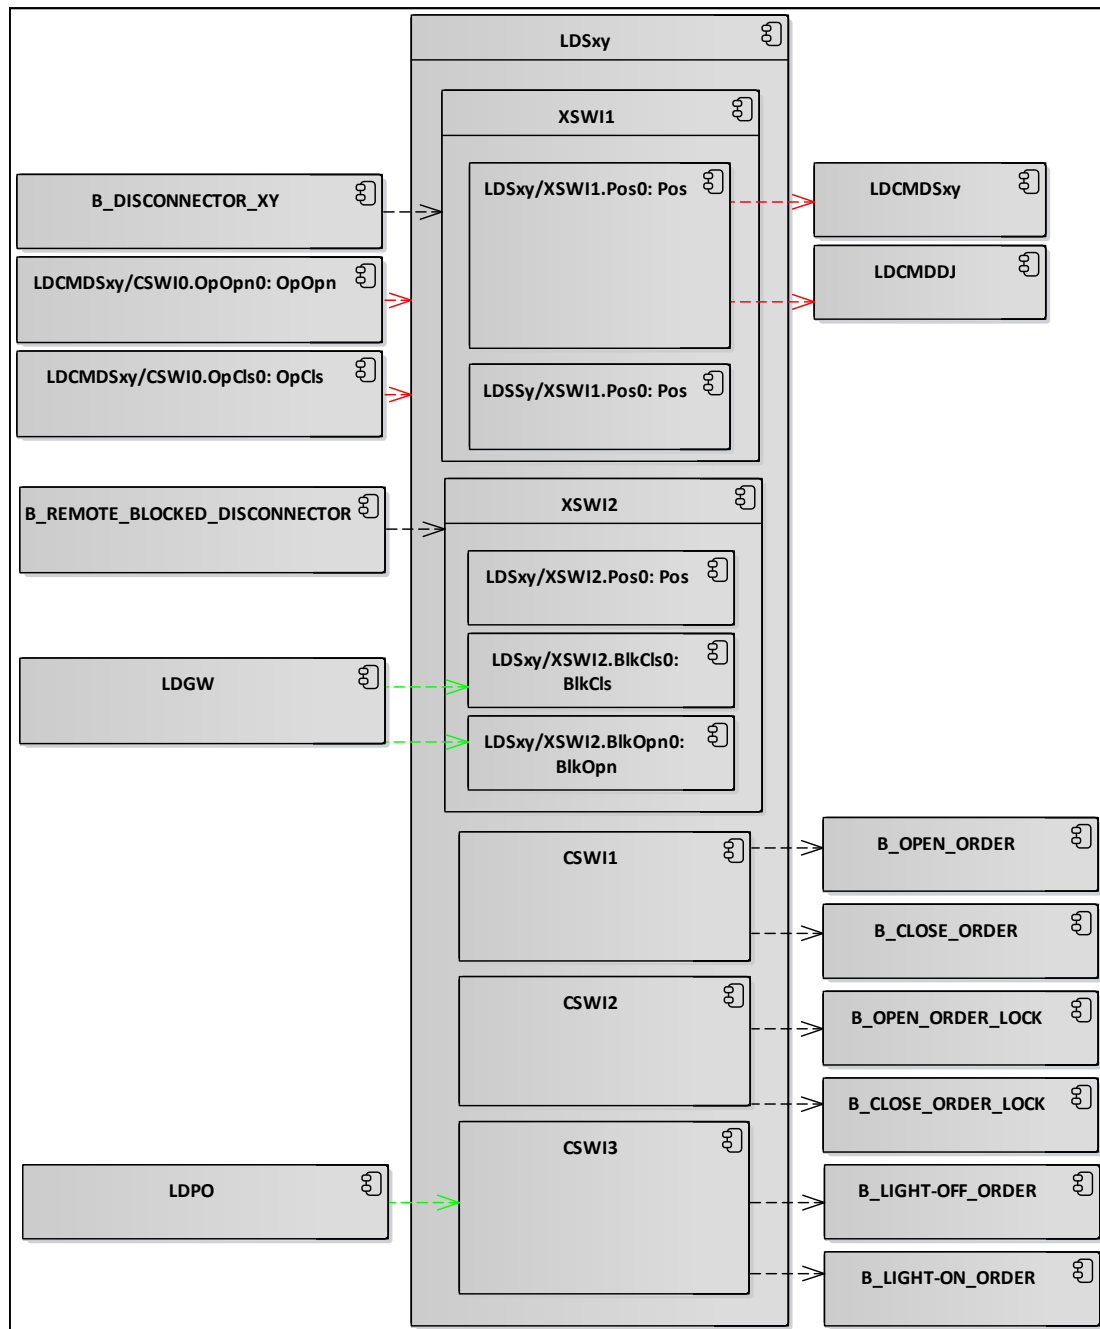 LDSxy
XSWI1
LDSxy/XSWI1.Pos0: Pos
LDSSy/XSWI1.Pos0: Pos
B_DISCONNECTOR_XY
LDCMDSxy/CSWI0.OpOpn0: OpOpn
LDCMDSxy/CSWI0.OpCls0: OpCls
LDCMDSxy
LDCMDDJ
B_REMOTE_BLOCKED_DISCONNECTOR
XSWI2
LDSxy/XSWI2.Pos0: Pos
LDSxy/XSWI2.BlkCls0:
BlkCls
LDSxy/XSWI2.BlkOpn0:
BlkOpn
LDGW
CSWI1
B_OPEN_ORDER
B_CLOSE_ORDER
CSWI2
B_OPEN_ORDER_LOCK
B_CLOSE_ORDER_LOCK
CSWI3
LDPO
B_LIGHT-OFF_ORDER
B_LIGHT-ON_ORDER